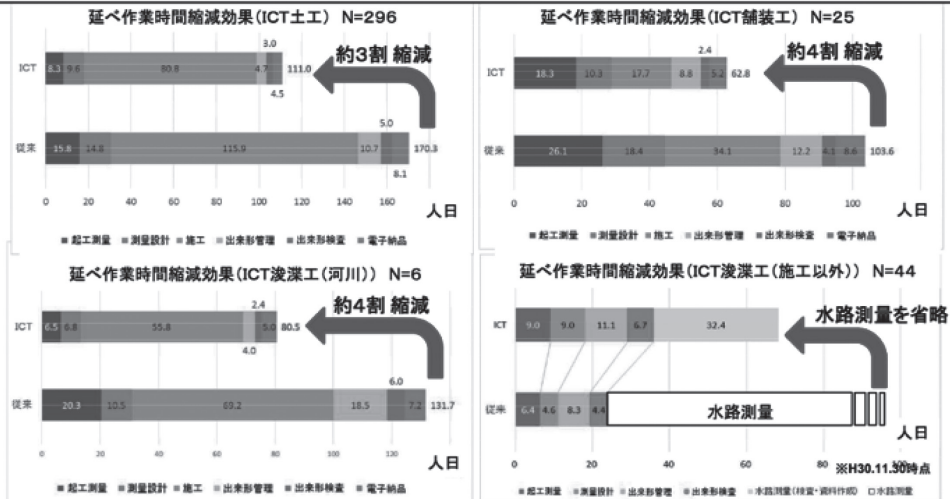 延べ作業時間縮減効果(ICT土工) N=296
約3割 縮減
3.0
ICT 8.3 9.6 80.8 4.7 111.0
4.5
5.0
従来 15.8 14.8 115.9 10.7 170.3
8.1
0 20 40 60 80 100 120 140 160 人日
■起工測量 ■測量設計 ■施工 ■出来形管理 ■出来形検査 ■電子納品
延べ作業時間縮減効果(ICT舗装工) N=25
約4割 縮減
2.4
ICT 18.3 10.3 17.7 8.8 5.2 62.8
従来 26.1 18.4 34.1 12.2 4.1 8.6 103.6
0 20 40 60 80 100 人日
■起工測量 ■測量設計 ■施工 ■出来形管理 ■出来形検査 ■電子納品
延べ作業時間縮減効果(ICT浚渫工(河川)) N=6
約4割 縮減
2.4
ICT 6.5 6.8 55.8 5.0 80.5
4.0
6.0
従来 20.3 10.5 69.2 18.5 7.2 131.7
0 20 40 60 80 100 120 人日
■起工測量 ■測量設計 ■施工 ■出来形管理 ■出来形検査 ■電子納品
延べ作業時間縮減効果(ICT浚渫工(施工以外)) N=44
水路測量を省略
ICT 9.0 9.0 11.1 6.7 32.4
従来 6.4 4.6 8.3 4.4 水路測量
人日
0 20 40 60 80
※H30.11.30時点
■起工測量 ■測量設計 ■出来形管理 ■出来形検査 ■水路測量(検査・資料作成) □水路測量